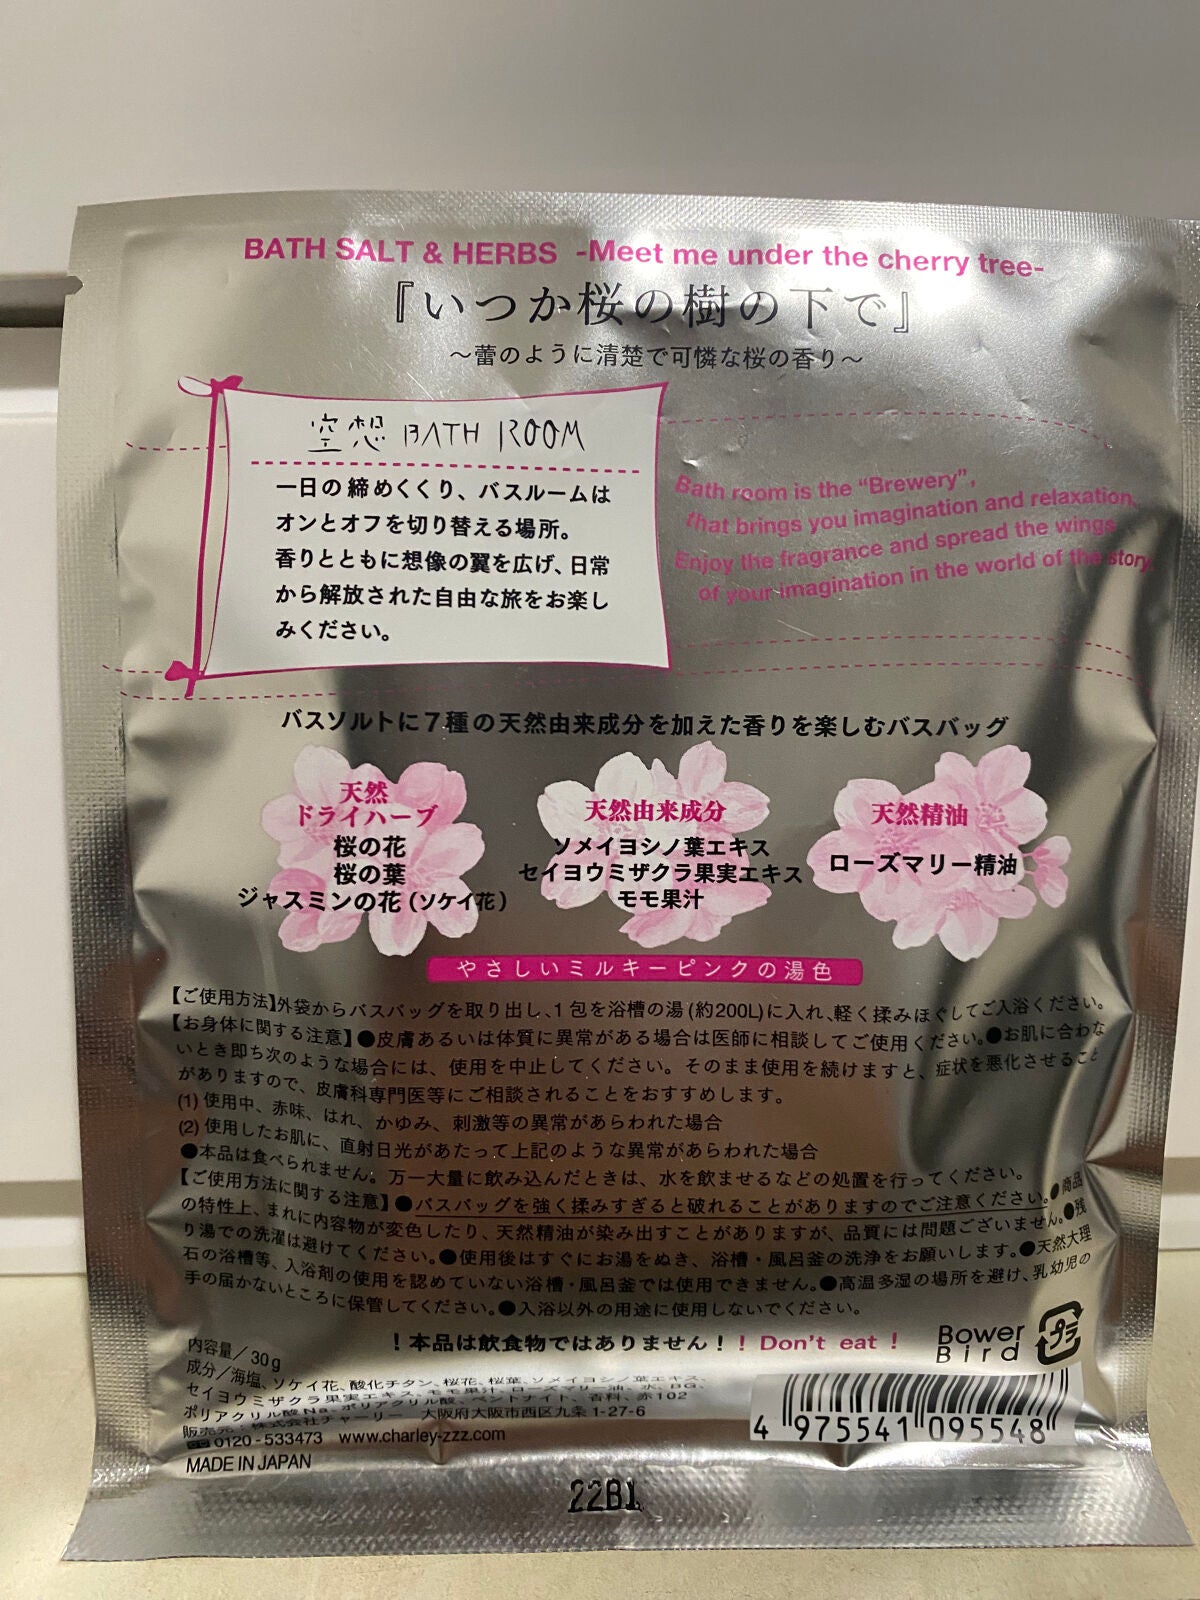 BATH SALT & HERBS -Meet me under the cherry tree-
『いつか桜の樹の下で』
～蕾のように清楚で可憐な桜の香り～
空想 BATH ROOM
一日の締めくくり、バスルームは
オンとオフを切り替える場所。
香りとともに想像の翼を広げ、日常
から解放された自由な旅をお楽し
みください。
Bath room is the “Brewery”,
that brings you imagination and relaxation,
Enjoy the fragrance and spread the wings
of your imagination in the world of the story
バスソルトに7種の天然由来成分を加えた香りを楽しむバスバッグ
天然
ドライハーブ
桜の花
桜の葉
ジャスミンの花(ソケイ花)
天然由来成分
ソメイヨシノ葉エキス
セイヨウミザクラ果実エキス
モモ果汁
天然精油
ローズマリー精油
やさしいミルキーピンクの湯色
【ご使用方法】外袋からバスバッグを取り出し、1包を浴槽の湯(約200L)に入れ、軽く揉みほぐしてご入浴ください。
【お身体に関する注意】●皮膚あるいは体質に異常がある場合は医師に相談してご使用ください。●お肌に合わな
いとき即ち次のような場合には、使用を中止してください。そのまま使用を続けますと、症状を悪化させること
がありますので、皮膚科専門医等にご相談されることをおすすめします。
(1) 使用中、赤味、はれ、かゆみ、刺激等の異常があらわれた場合
(2) 使用したお肌に、直射日光があたって上記のような異常があらわれた場合
●本品は食べられません。万一大量に飲み込んだときは、水を飲ませるなどの処置を行ってください。
【ご使用方法に関する注意】●バスバッグを強く揉みすぎると破れることがありますのでご注意ください。●商品
の特性上、まれに内容物が変色したり、天然精油が染み出すことがありますが、品質には問題ございません。●残
り湯での洗濯は避けてください。●使用後はすぐにお湯をぬき、浴槽・風呂釜の洗浄をお願いします。●天然大理
石の浴槽等、入浴剤の使用を認めていない浴槽・風呂釜では使用できません。●高温多湿の場所を避け、乳幼児の
手の届かないところに保管してください。●入浴以外の用途に使用しないでください。
！本品は飲食物ではありません！！Don't eat！
Bower
Bird
プラ
内容量／30g
成分／海塩、ソケイ花、酸化チタン、桜花、桜葉、ソメイヨシノ葉エキス、
セイヨウミザクラ果実エキス、モモ果汁、ローズマリー油、水、BG、
ポリアクリル酸Na、ポリアクリル酸、ベントナイト、香料、赤102
販売元：株式会社チャーリー 大阪府大阪市西区九条1-27-6
0120-533473 www.charley-zzz.com
MADE IN JAPAN
4 975541 095548
22B1